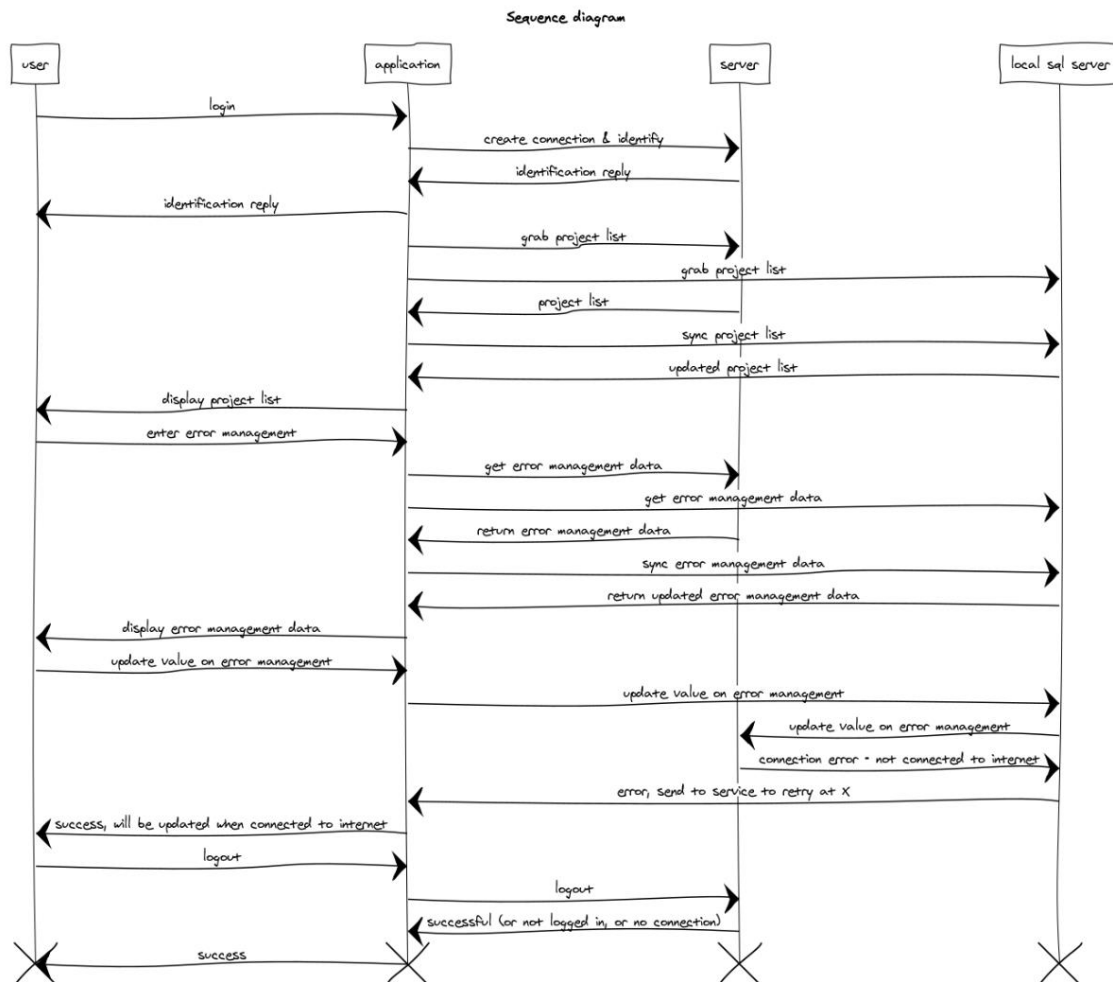 Sequence diagram
user
application
server
local sql server
login
create connection & identify
identification reply
identification reply
grab project list
grab project list
project list
sync project list
updated project list
display project list
enter error management
get error management data
get error management data
return error management data
sync error management data
return updated error management data
display error management data
update value on error management
update value on error management
update value on error management
connection error - not connected to internet
error, send to service to retry at X
success, will be updated when connected to internet
logout
logout
successful (or not logged in, or no connection)
success